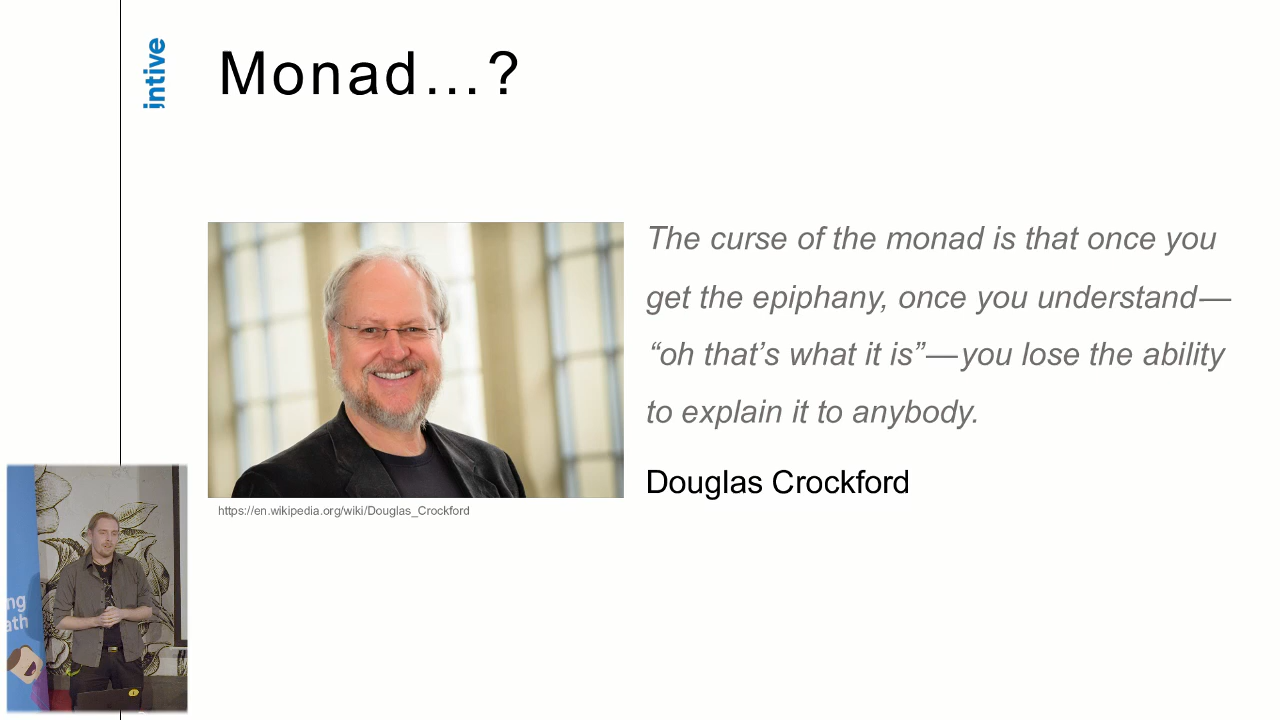 intive
Monad...?
The curse of the monad is that once you
get the epiphany, once you understand—
“oh that’s what it is”—you lose the ability
to explain it to anybody.
Douglas Crockford
https://en.wikipedia.org/wiki/Douglas_Crockford
ng
ath